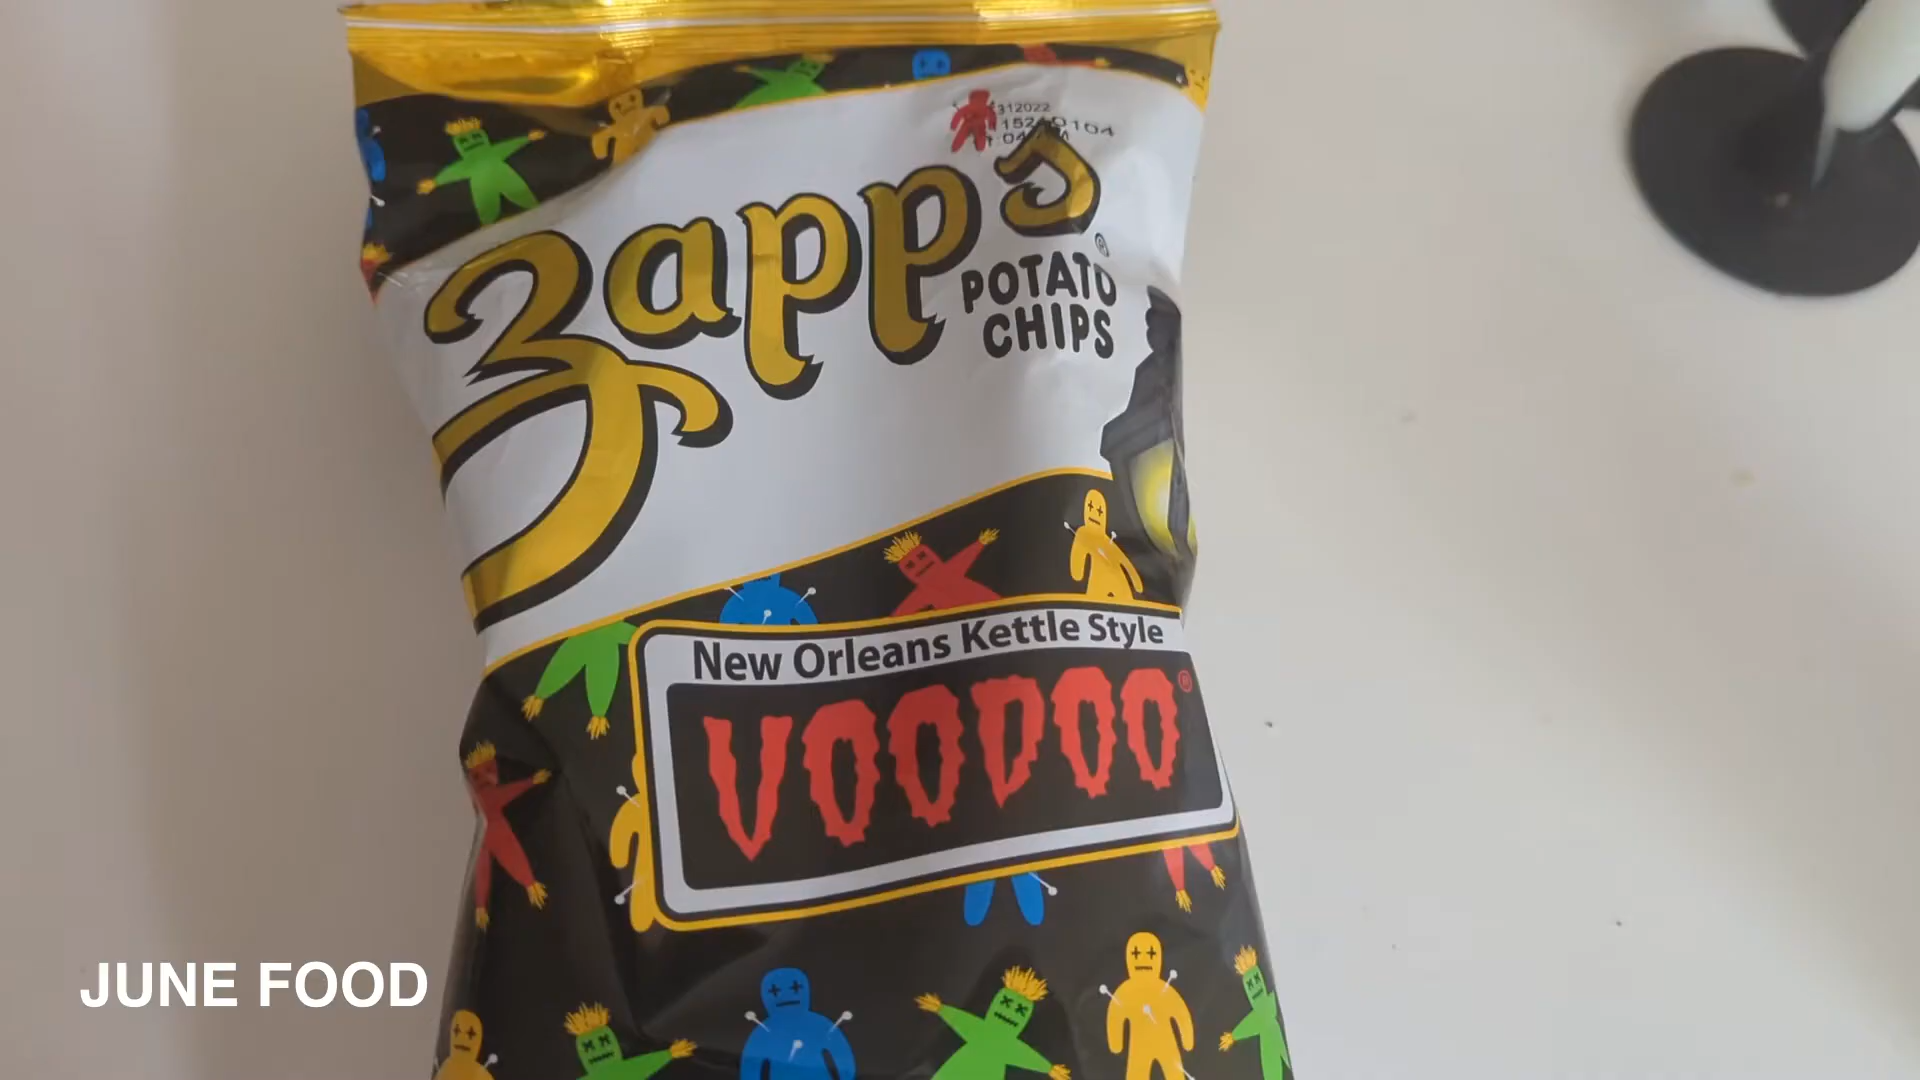 312022
Zapp's®
POTATO
CHIPS
New Orleans Kettle Style
VOODOO®
JUNE FOOD